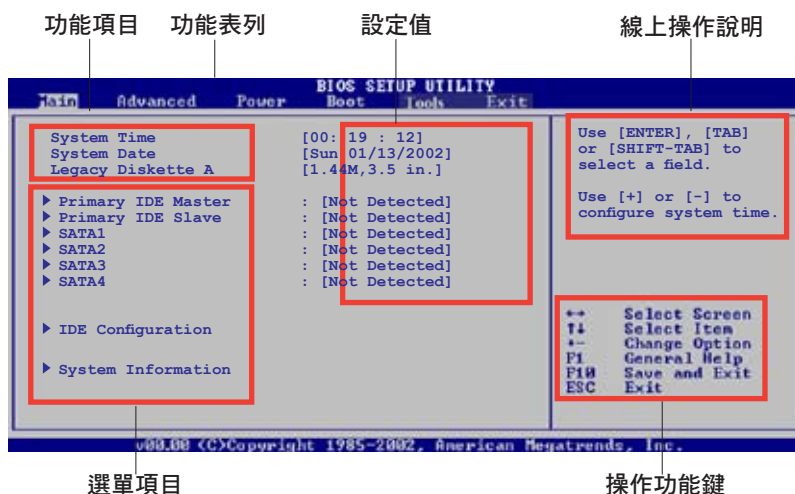 功能項目 功能表列 設定值 線上操作說明
BIOS SETUP UTILITY
Main Advanced Power Boot Tools Exit
System Time [00: 19 : 12]
System Date [Sun 01/13/2002]
Legacy Diskette A [1.44M,3.5 in.]
Primary IDE Master : [Not Detected]
Primary IDE Slave : [Not Detected]
SATA1 : [Not Detected]
SATA2 : [Not Detected]
SATA3 : [Not Detected]
SATA4 : [Not Detected]
IDE Configuration
System Information
Use [ENTER], [TAB]
or [SHIFT-TAB] to
select a field.
Use [+] or [-] to
configure system time.
←→ Select Screen
↑↓ Select Item
+- Change Option
F1 General Help
F10 Save and Exit
ESC Exit
v00.00 (C)Copyright 1985-2002, American Megatrends, Inc.
選單項目 操作功能鍵